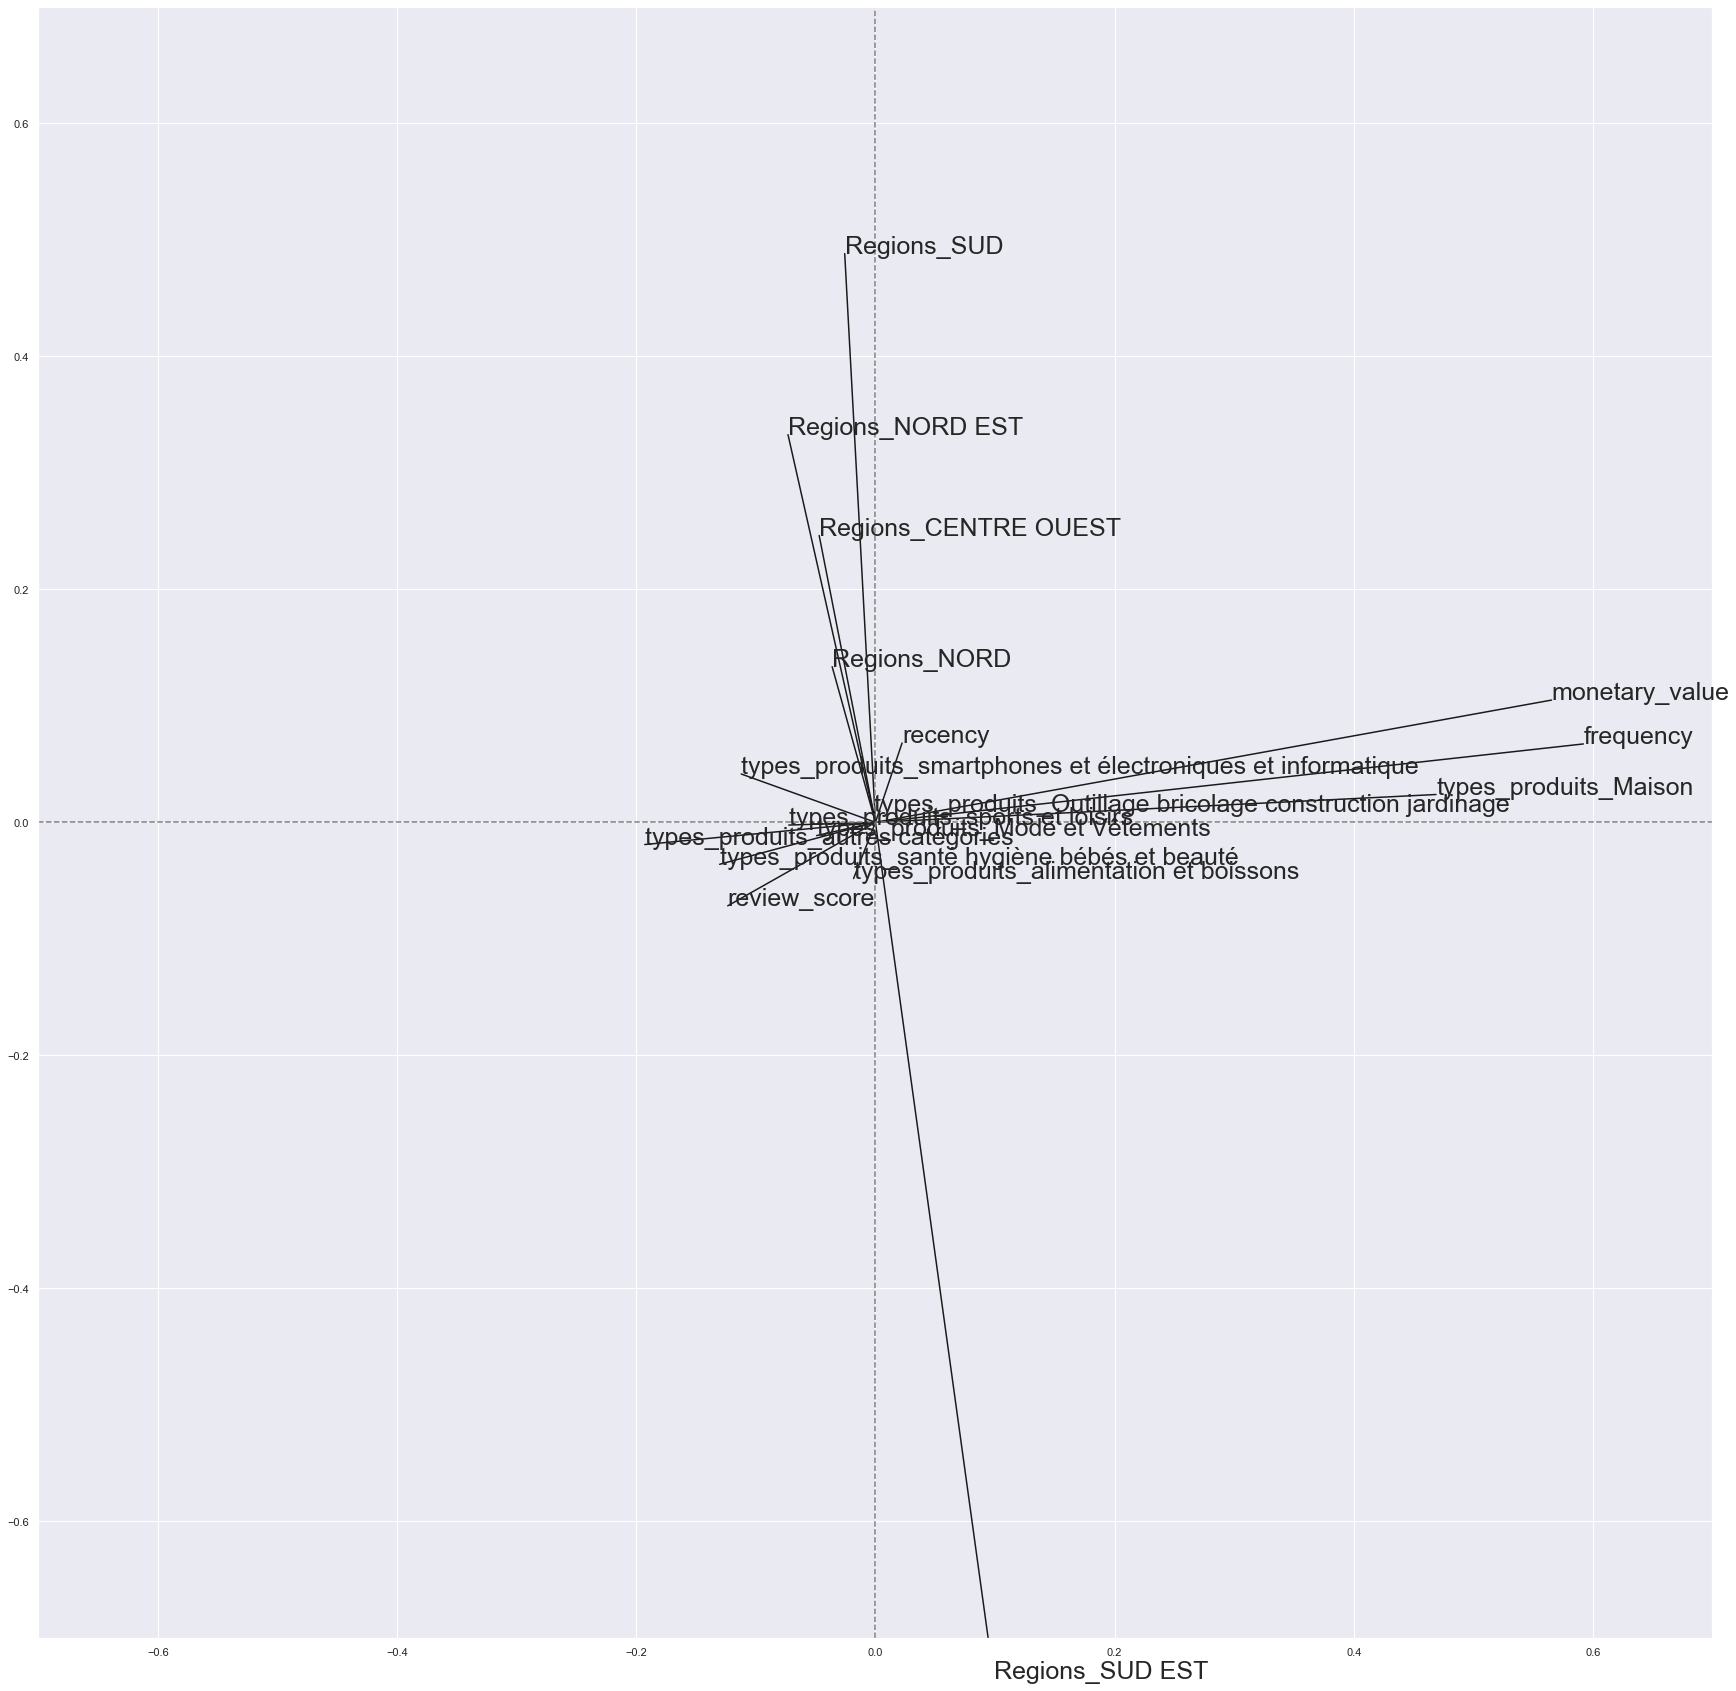 0.6
Regions_SUD
0.4
Regions_NORD EST
Regions_CENTRE OUEST
0.2
Regions_NORD
monetary_value
recency
frequency
types_produits_smartphones et électroniques et informatique
types_produits_Maison
types_produits_Outillage bricolage construction jardinage
types_produits_sports et loisirs
0.0
types_produits_Mode et Vêtements
types_produits_autres catégories
types_produits_santé hygiène bébés et beauté
types_produits_alimentation et boissons
review_score
−0.2
−0.4
−0.6
−0.6 −0.4 −0.2 0.0 0.2 0.4 0.6
Regions_SUD EST